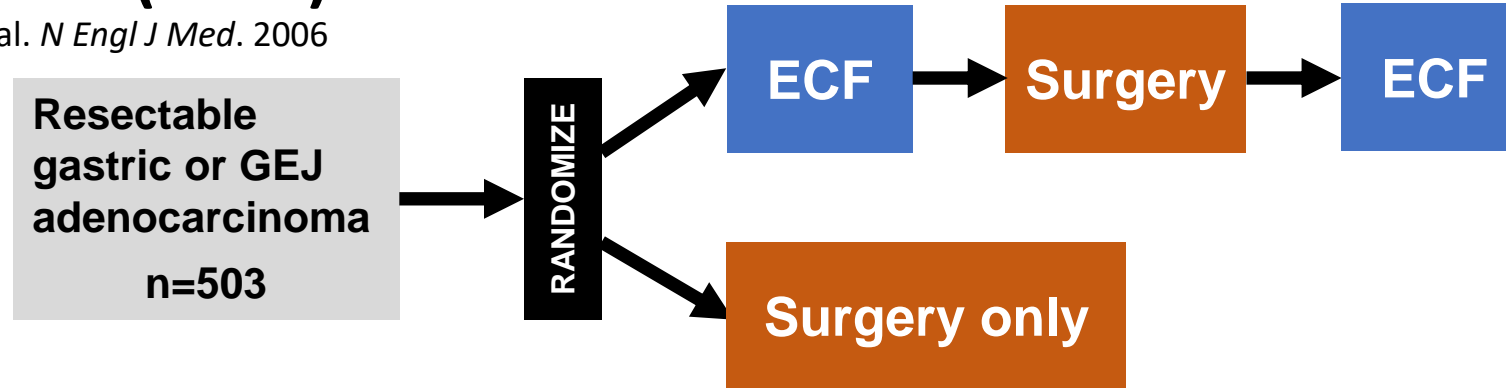 al. N Engl J Med. 2006
Resectable
gastric or GEJ
adenocarcinoma
n=503
RANDOMIZE
ECF
Surgery
ECF
Surgery only